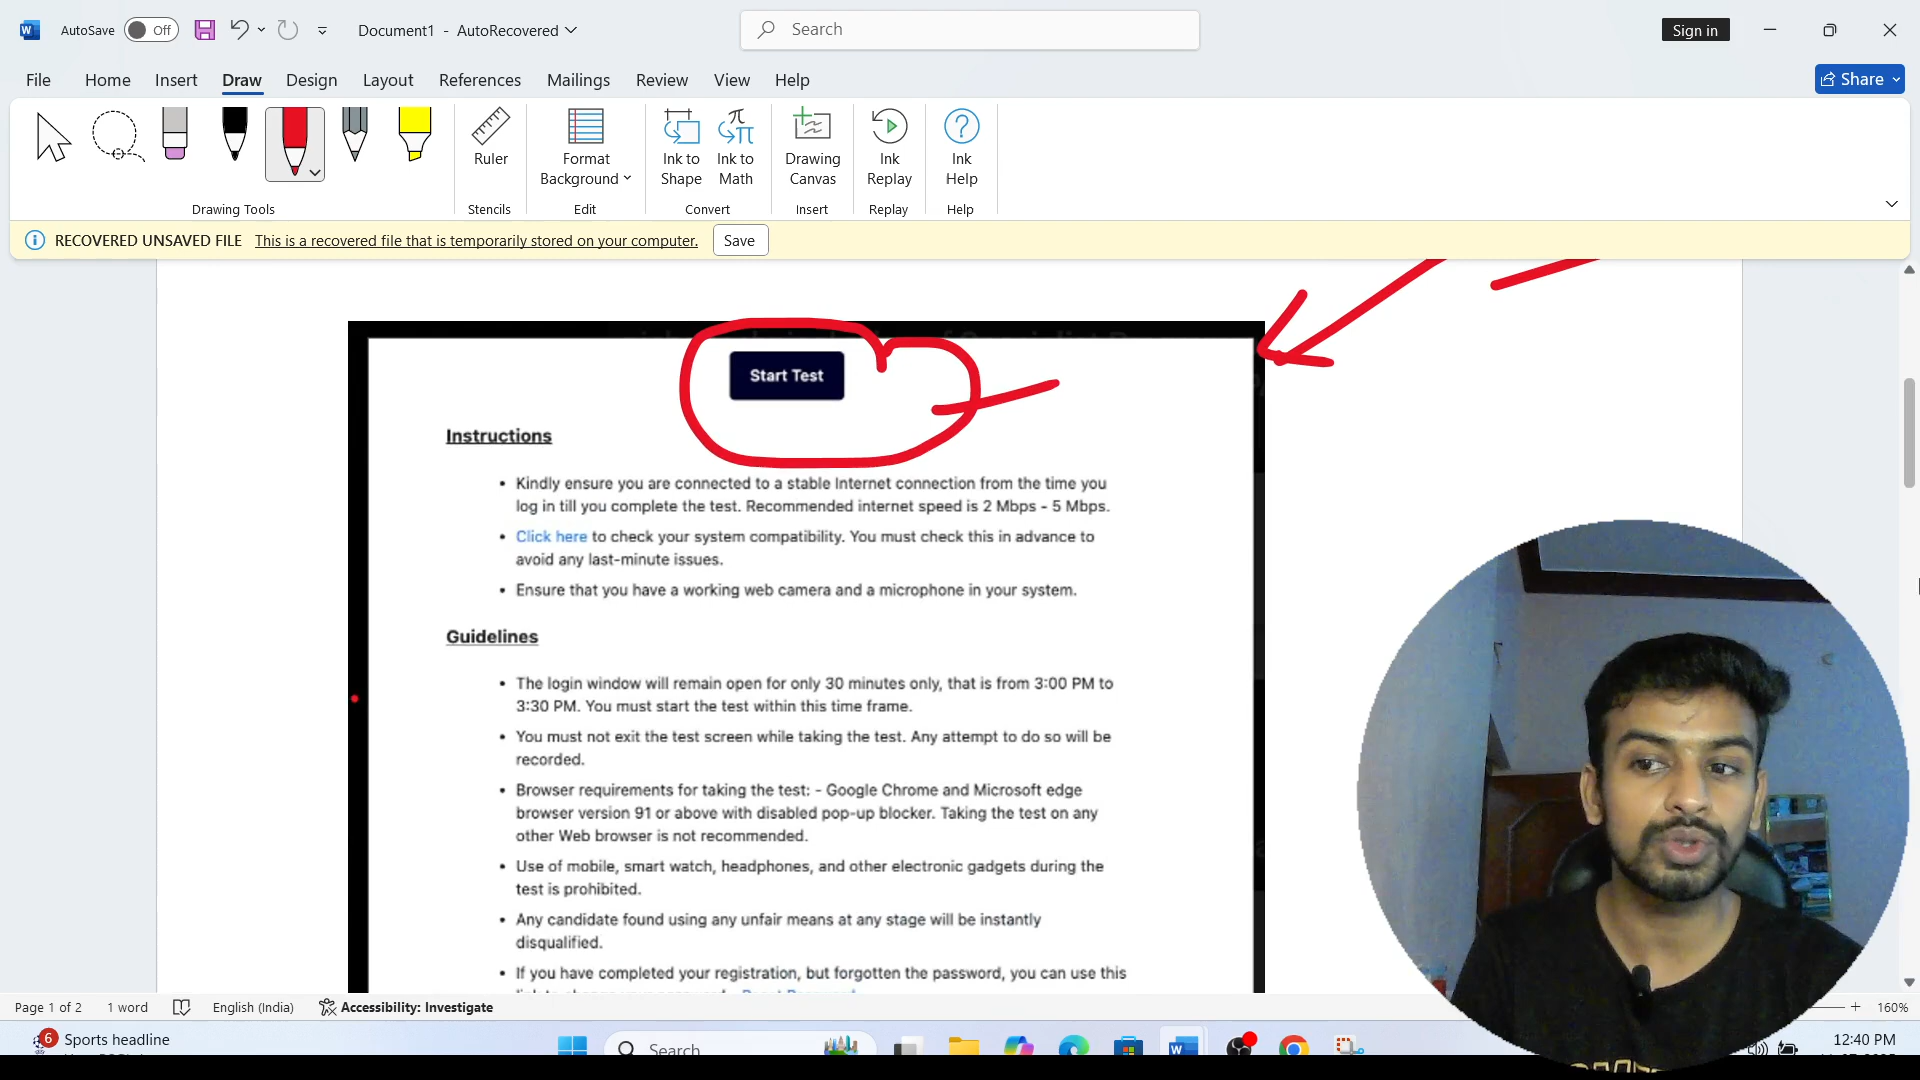 AutoSave Off Document1 - AutoRecovered Search Sign in
File Home Insert Draw Design Layout References Mailings Review View Help Share
Ruler Format Background Ink to Shape Ink to Math Drawing Canvas Ink Replay Ink Help
Drawing Tools Stencils Edit Convert Insert Replay Help
RECOVERED UNSAVED FILE This is a recovered file that is temporarily stored on your computer. Save
Start Test
Instructions
• Kindly ensure you are connected to a stable Internet connection from the time you
log in till you complete the test. Recommended internet speed is 2 Mbps - 5 Mbps.
• Click here to check your system compatibility. You must check this in advance to
avoid any last-minute issues.
• Ensure that you have a working web camera and a microphone in your system.
Guidelines
• The login window will remain open for only 30 minutes only, that is from 3:00 PM to
3:30 PM. You must start the test within this time frame.
• You must not exit the test screen while taking the test. Any attempt to do so will be
recorded.
• Browser requirements for taking the test: - Google Chrome and Microsoft edge
browser version 91 or above with disabled pop-up blocker. Taking the test on any
other Web browser is not recommended.
• Use of mobile, smart watch, headphones, and other electronic gadgets during the
test is prohibited.
• Any candidate found using any unfair means at any stage will be instantly
disqualified.
• If you have completed your registration, but forgotten the password, you can use this
Page 1 of 2 1 word English (India) Accessibility: Investigate 160%
6 Sports headline Search 12:40 PM